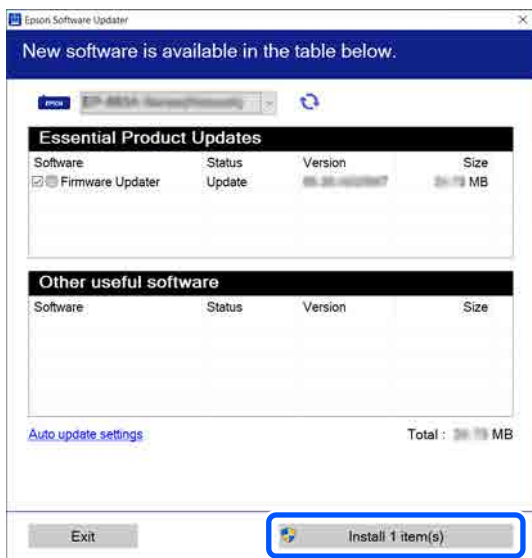 Epson Software Updater
New software is available in the table below.
EPSON
Essential Product Updates
Software Status Version Size
Firmware Updater Update MB
Other useful software
Software Status Version Size
Auto update settings Total : MB
Exit Install 1 item(s)